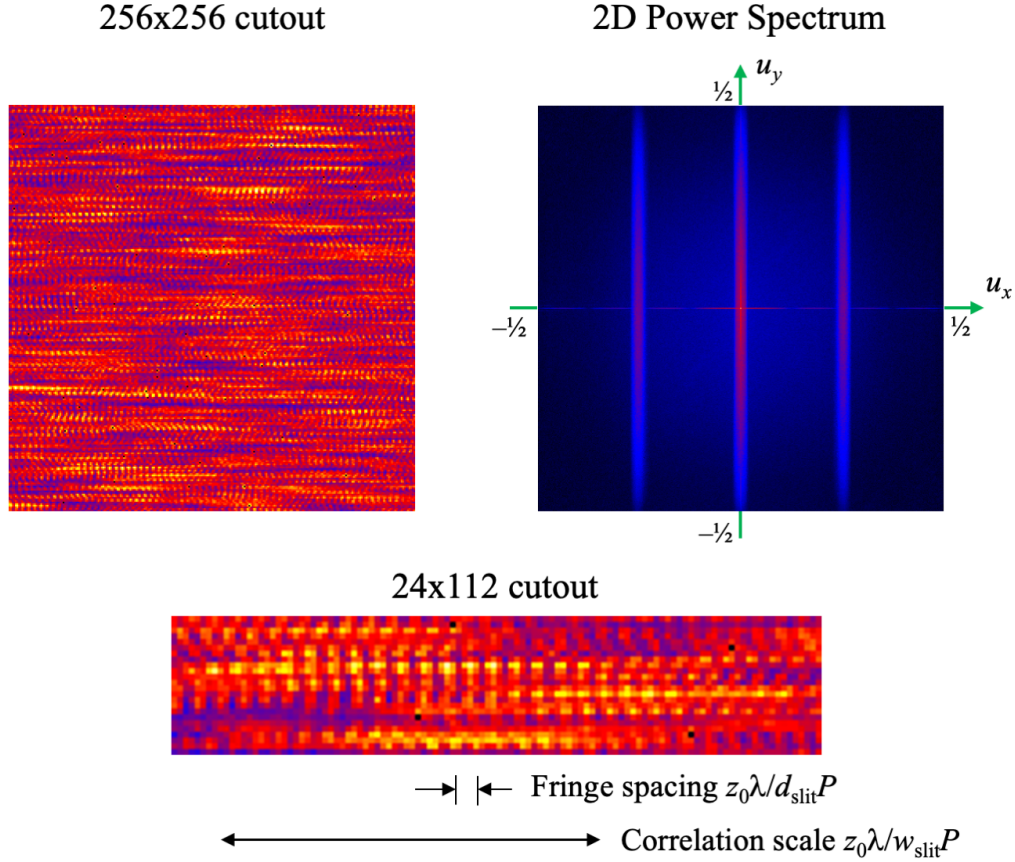 256x256 cutout
2D Power Spectrum
u_y
½
u_x
–½
½
–½
24x112 cutout
Fringe spacing z₀λ/d_slitP
Correlation scale z₀λ/w_slitP